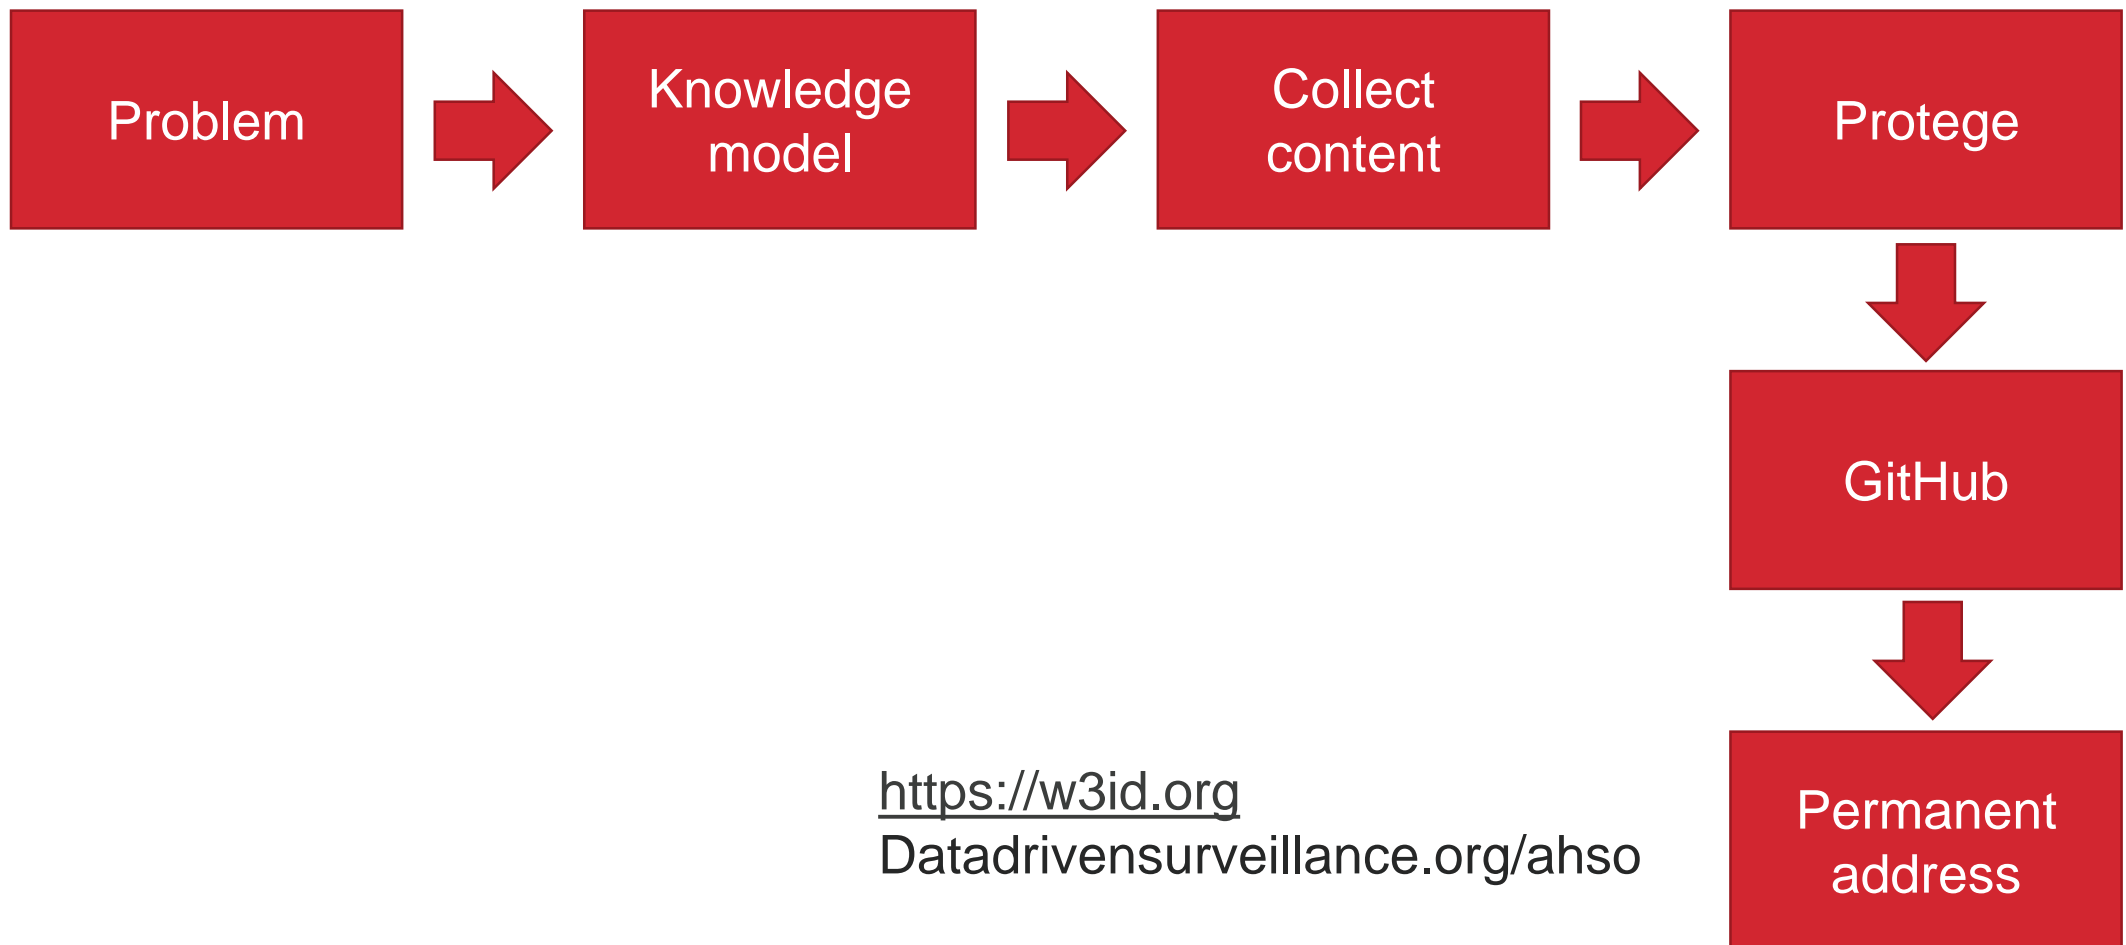 Problem
Knowledge
model
Collect
content
Protege
GitHub
https://w3id.org
Datadrivensurveillance.org/ahso
Permanent
address